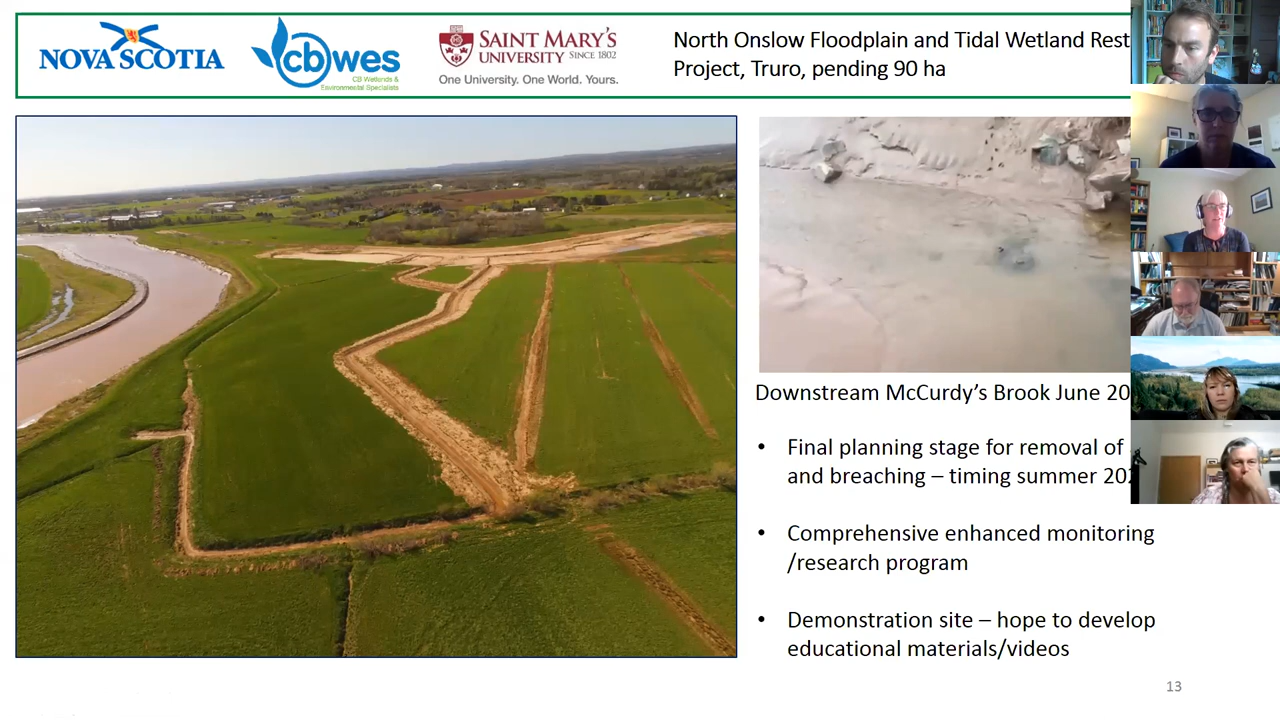 NOVA SCOTIA
cbwes
CB Wetlands &
Environmental Specialists
SAINT MARY'S
UNIVERSITY SINCE 1802
One University. One World. Yours.
North Onslow Floodplain and Tidal Wetland Rest
Project, Truro, pending 90 ha
Downstream McCurdy's Brook June 20
• Final planning stage for removal of
and breaching – timing summer 202
• Comprehensive enhanced monitoring
/research program
• Demonstration site – hope to develop
educational materials/videos
13